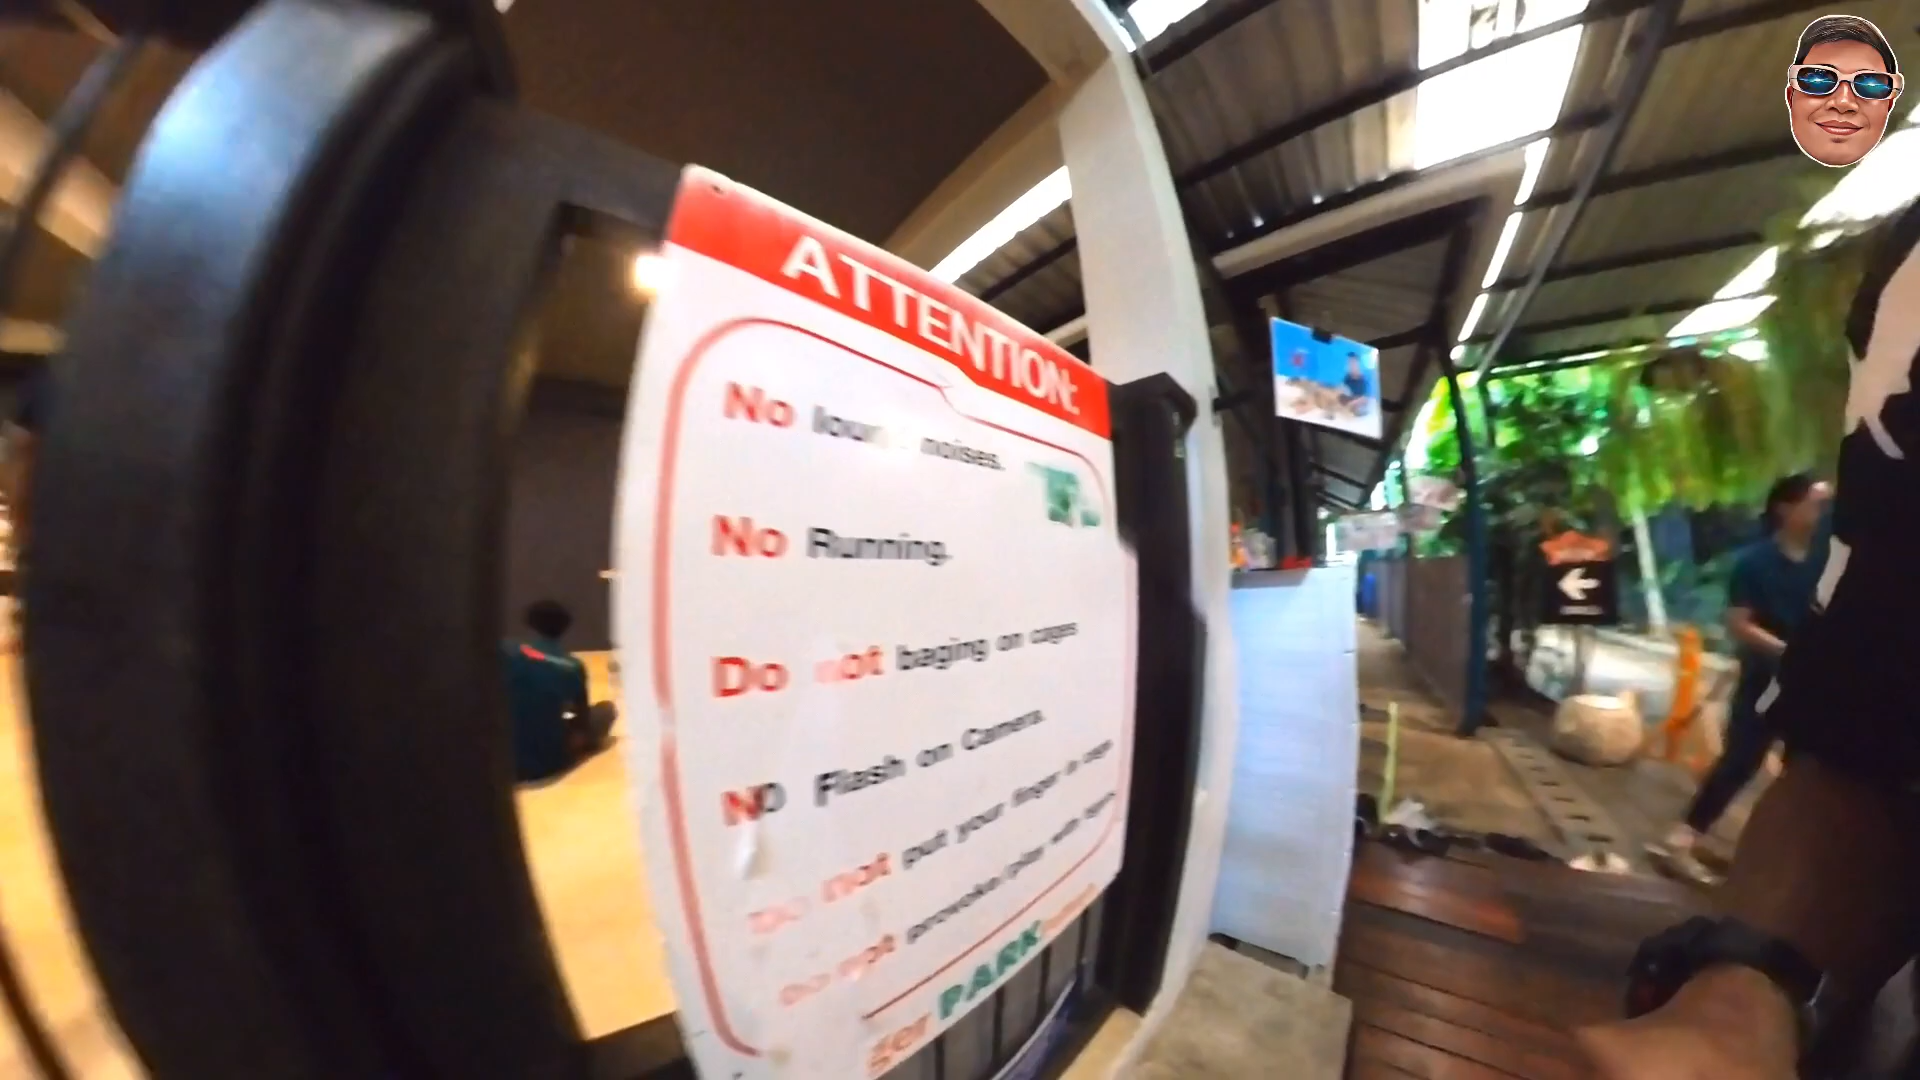 ATTENTION:
No noises.
No Running.
Do not baging on cages
NO Flash on Camera.
Do not put your finger in cage
Do not provoke/play with tigers
ger PARK